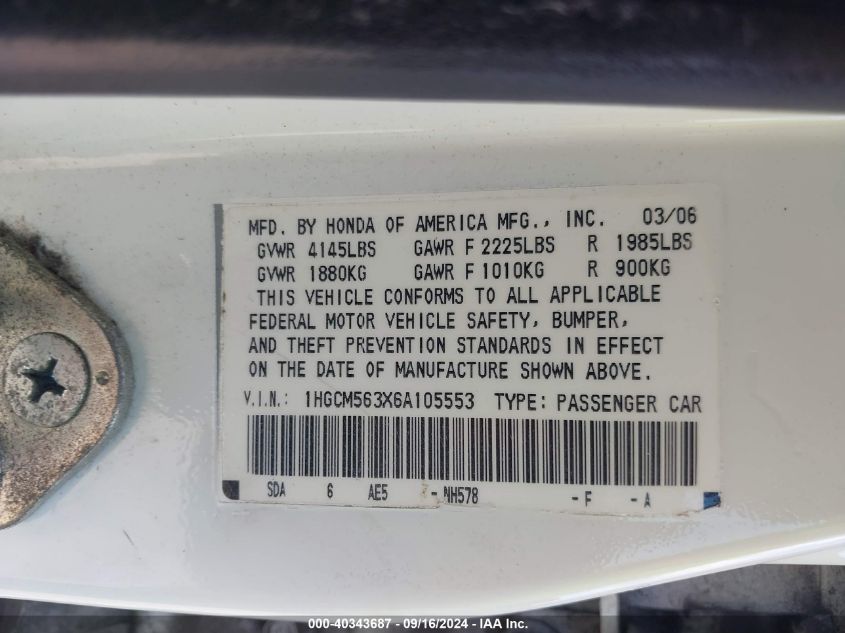 MFD. BY HONDA OF AMERICA MFG., INC. 03/06
GVWR 4145LBS GAWR F 2225LBS R 1985LBS
GVWR 1880KG GAWR F 1010KG R 900KG
THIS VEHICLE CONFORMS TO ALL APPLICABLE
FEDERAL MOTOR VEHICLE SAFETY, BUMPER,
AND THEFT PREVENTION STANDARDS IN EFFECT
ON THE DATE OF MANUFACTURE SHOWN ABOVE.
V.I.N.: 1HGCM563X6A105553 TYPE: PASSENGER CAR
SDA 6 AE5 - NH578 - F - A
000-40343687 - 09/16/2024 - IAA Inc.